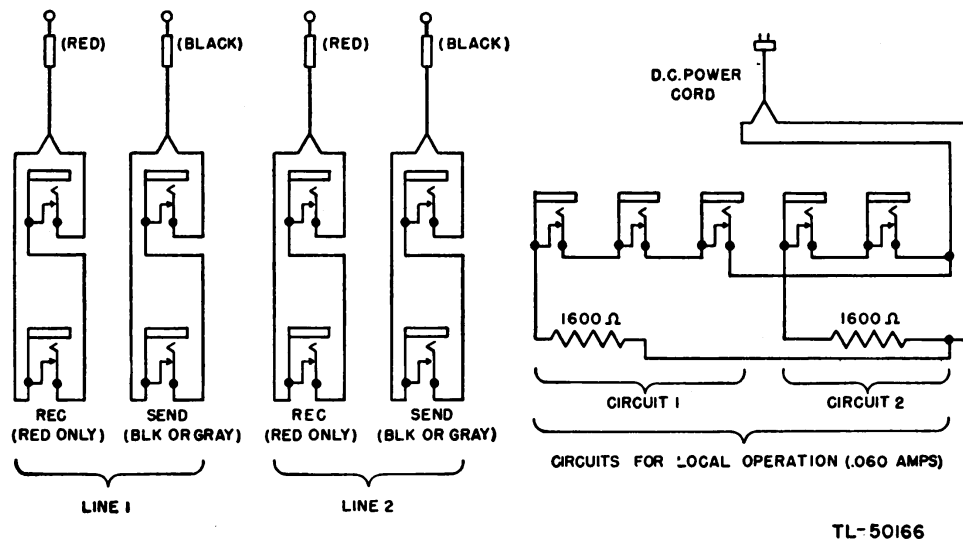 (RED)
(BLACK)
(RED)
(BLACK)
D.C. POWER
CORD
1600 Ω
1600 Ω
REC
(RED ONLY)
SEND
(BLK OR GRAY)
REC
(RED ONLY)
SEND
(BLK OR GRAY)
CIRCUIT 1
CIRCUIT 2
CIRCUITS FOR LOCAL OPERATION (.060 AMPS)
LINE 1
LINE 2
TL-50166